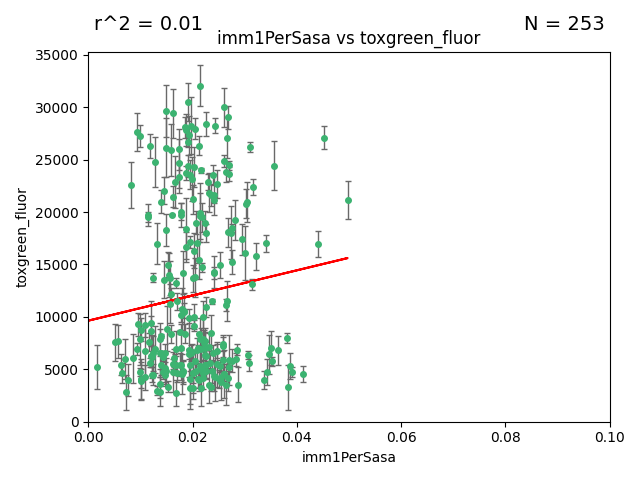 r^2 = 0.01
N = 253
imm1PerSasa vs toxgreen_fluor
35000
30000
25000
20000
15000
10000
5000
0
toxgreen_fluor
0.00
0.02
0.04
0.06
0.08
0.10
imm1PerSasa